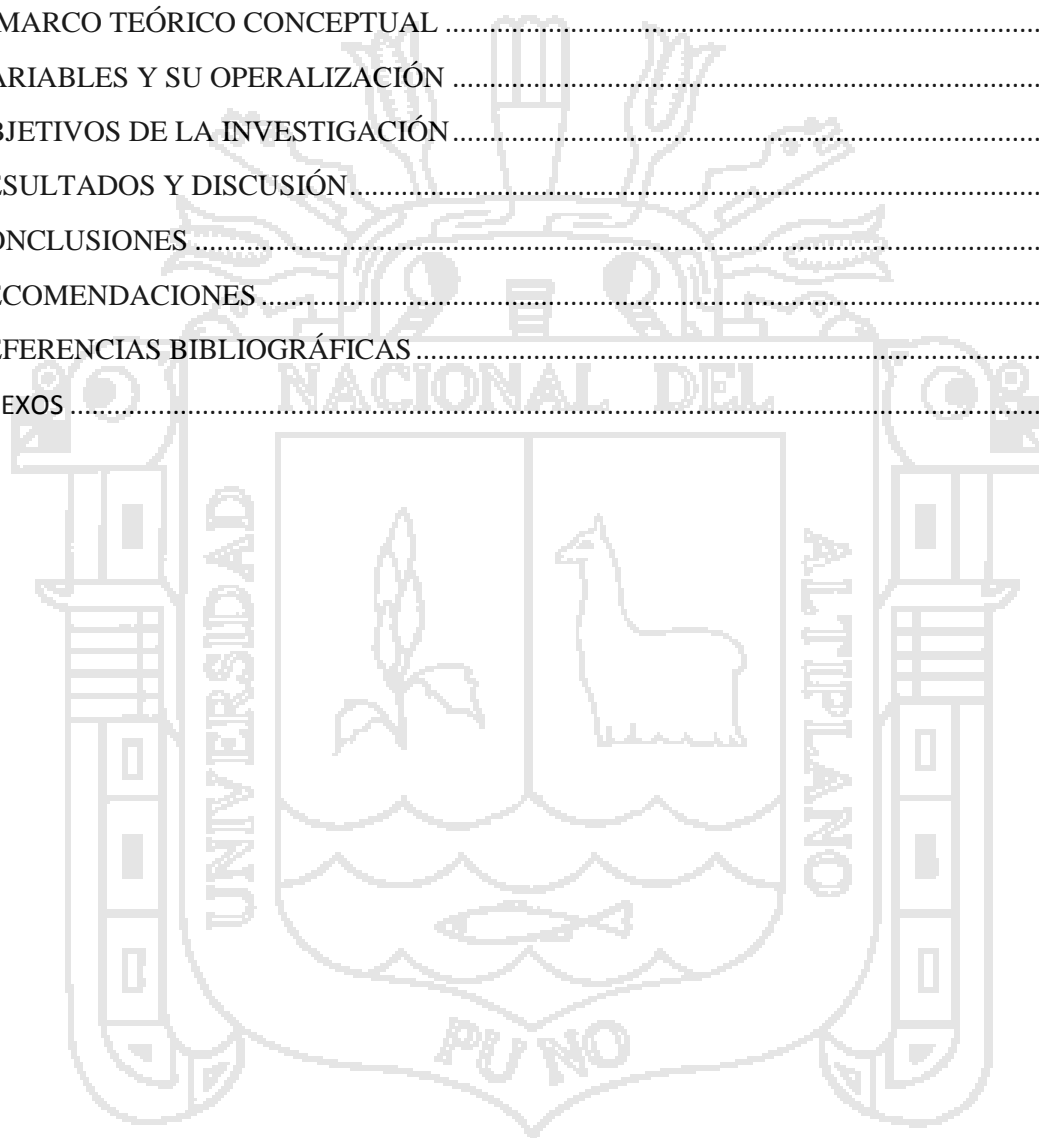 MARCO TEÓRICO CONCEPTUAL ........................................................................................................
ARIABLES Y SU OPERALIZACIÓN ........................................................................................................
BJETIVOS DE LA INVESTIGACIÓN ........................................................................................................
ESULTADOS Y DISCUSIÓN ........................................................................................................
ONCLUSIONES ........................................................................................................
ECOMENDACIONES ........................................................................................................
EFERENCIAS BIBLIOGRÁFICAS ........................................................................................................
EXOS ........................................................................................................
NACIONAL DEL
UNIVERSIDAD
ALTIPLANO
PUNO